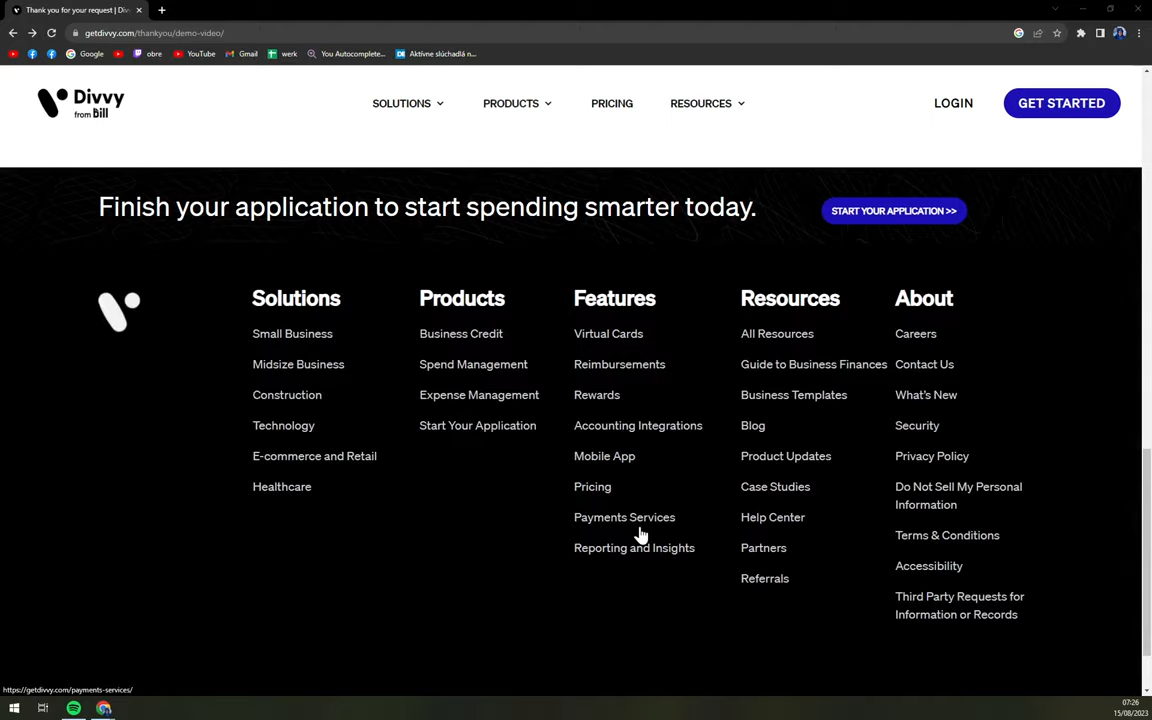 Thank you for your request | Div
getdivvy.com/thankyou/demo-video/
Google
obre
YouTube
Gmail
werk
You Autocomplete...
Aktívne slúchadlá n...
Divvy
from Bill
SOLUTIONS
PRODUCTS
PRICING
RESOURCES
LOGIN
GET STARTED
Finish your application to start spending smarter today.
START YOUR APPLICATION >>
Solutions
Small Business
Midsize Business
Construction
Technology
E-commerce and Retail
Healthcare
Products
Business Credit
Spend Management
Expense Management
Start Your Application
Features
Virtual Cards
Reimbursements
Rewards
Accounting Integrations
Mobile App
Pricing
Payments Services
Reporting and Insights
Resources
All Resources
Guide to Business Finances
Business Templates
Blog
Product Updates
Case Studies
Help Center
Partners
Referrals
About
Careers
Contact Us
What's New
Security
Privacy Policy
Do Not Sell My Personal
Information
Terms & Conditions
Accessibility
Third Party Requests for
Information or Records
https://getdivvy.com/payments-services/
07:26
15/08/2023